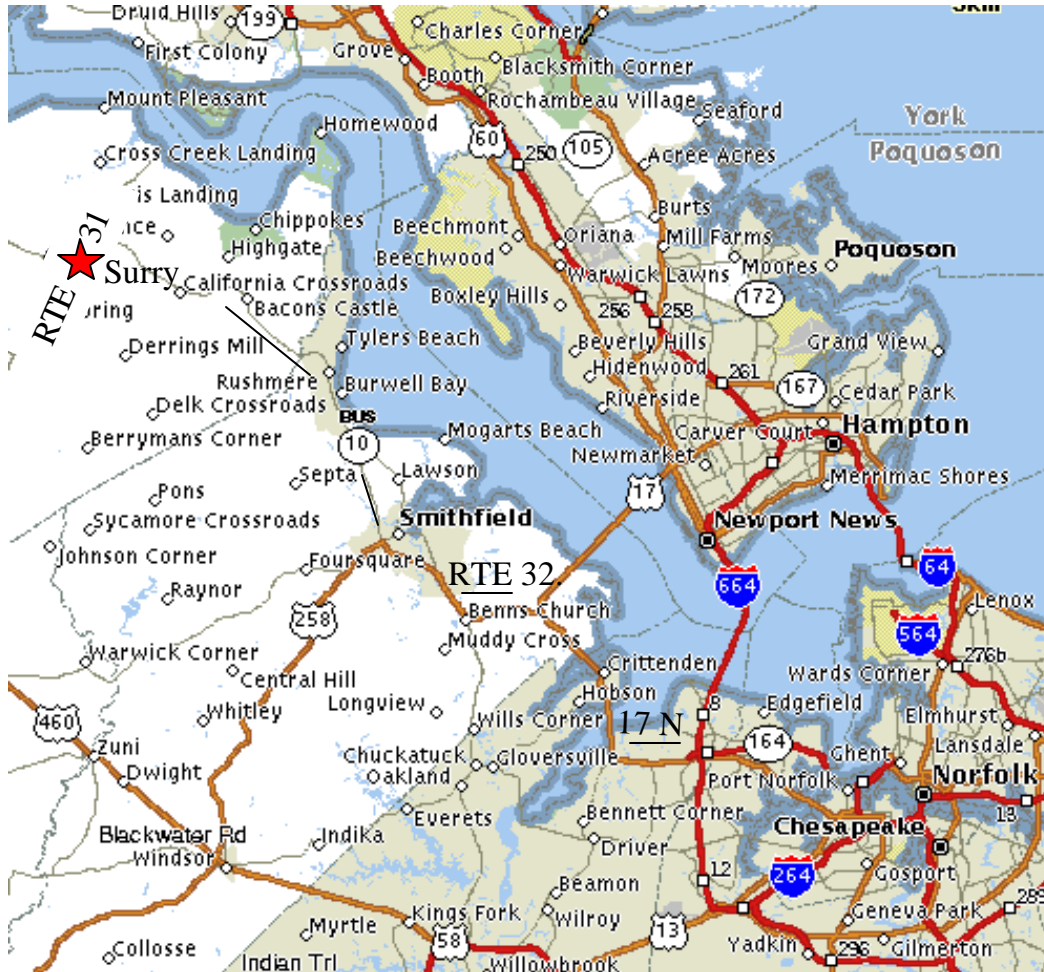 Druid Hills
199
Charles Corner
Skill
First Colony
Grove
Blacksmith Corner
Booth
Mount Pleasant
Rochambeau Village
Seaford
York
Homewood
60
105
Poquoson
Cross Creek Landing
250
Acree Acres
is Landing
Chippokes
Burts
nce
Beechmont
Oriana
Mill Farms
31
Highgate
Beechwood
Poquoson
Surry
Warwick Lawns
Moores
California Crossroads
Boxley Hills
172
RTE
Bacons Castle
256
258
ring
Tylers Beach
Beverly Hills
Grand View
Derrings Mill
Hidenwood
261
Rushmere
Burwell Bay
167
Cedar Park
Delk Crossroads
Riverside
BUS
Carver Court
Hampton
Berrymans Corner
10
Mogarts Beach
Newmarket
Septa
Lawson
Merrimac Shores
Pons
17
Sycamore Crossroads
Smithfield
Newport News
Johnson Corner
Foursquare
64
RTE 32.
664
Raynor
Benns Church
Lenox
258
564
Muddy Cross
Warwick Corner
Crittenden
Wards Corner
276b
Central Hill
Hobson
Edgefield
Longview
8
460
Whitley
Wills Corner
17 N
Elmhurst
Zuni
Chuckatuck
Gloversville
164
Ghent
Lansdale
Dwight
Oakland
Port Norfolk
Norfolk
Everets
Bennett Corner
13
Blackwater Rd
Indika
Chesapeake
Windsor
Driver
12
264
Gosport
Beamon
289
Myrtle
Kings Fork
Wilroy
Geneva Park
13
Collosse
58
Yadkin
296
Gilmerton
Indian Trl
Willowbrook